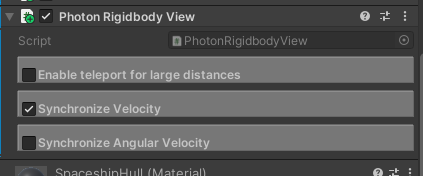 Photon Rigidbody View
Script PhotonRigidbodyView
Enable teleport for large distances
Synchronize Velocity
Synchronize Angular Velocity
SpaceshipHull (Material)